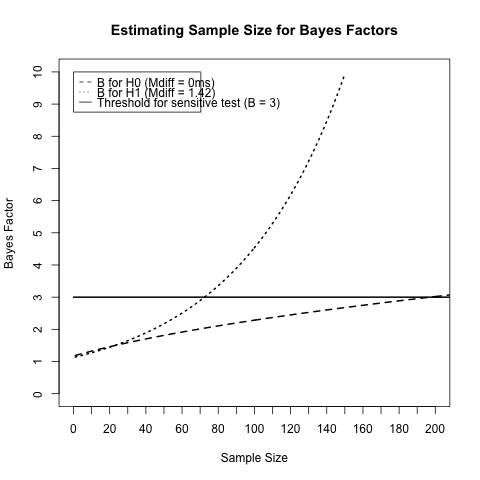 Estimating Sample Size for Bayes Factors
B for H0 (Mdiff = 0ms)
B for H1 (Mdiff = 1.42)
Threshold for sensitive test (B = 3)
Bayes Factor
10
9
8
7
6
5
4
3
2
1
0
0 20 40 60 80 100 120 140 160 180 200
Sample Size